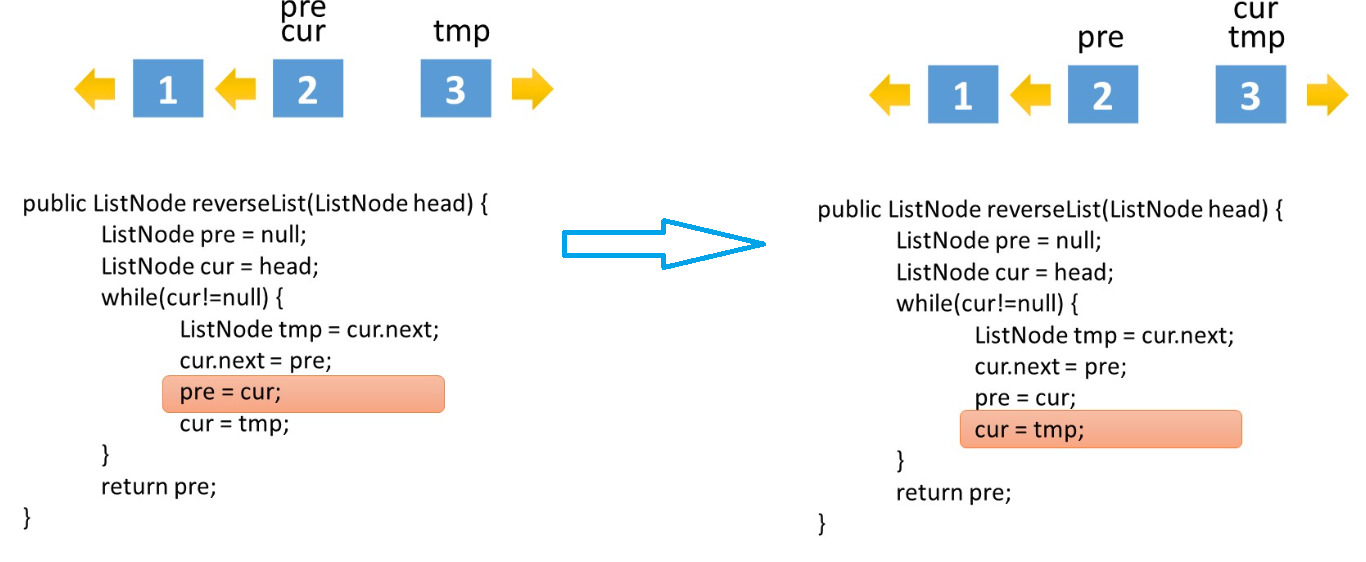 pre
cur
tmp
1
2
3
public ListNode reverseList(ListNode head) {
ListNode pre = null;
ListNode cur = head;
while(cur!=null) {
ListNode tmp = cur.next;
cur.next = pre;
pre = cur;
cur = tmp;
}
return pre;
}
cur
pre
tmp
1
2
3
public ListNode reverseList(ListNode head) {
ListNode pre = null;
ListNode cur = head;
while(cur!=null) {
ListNode tmp = cur.next;
cur.next = pre;
pre = cur;
cur = tmp;
}
return pre;
}